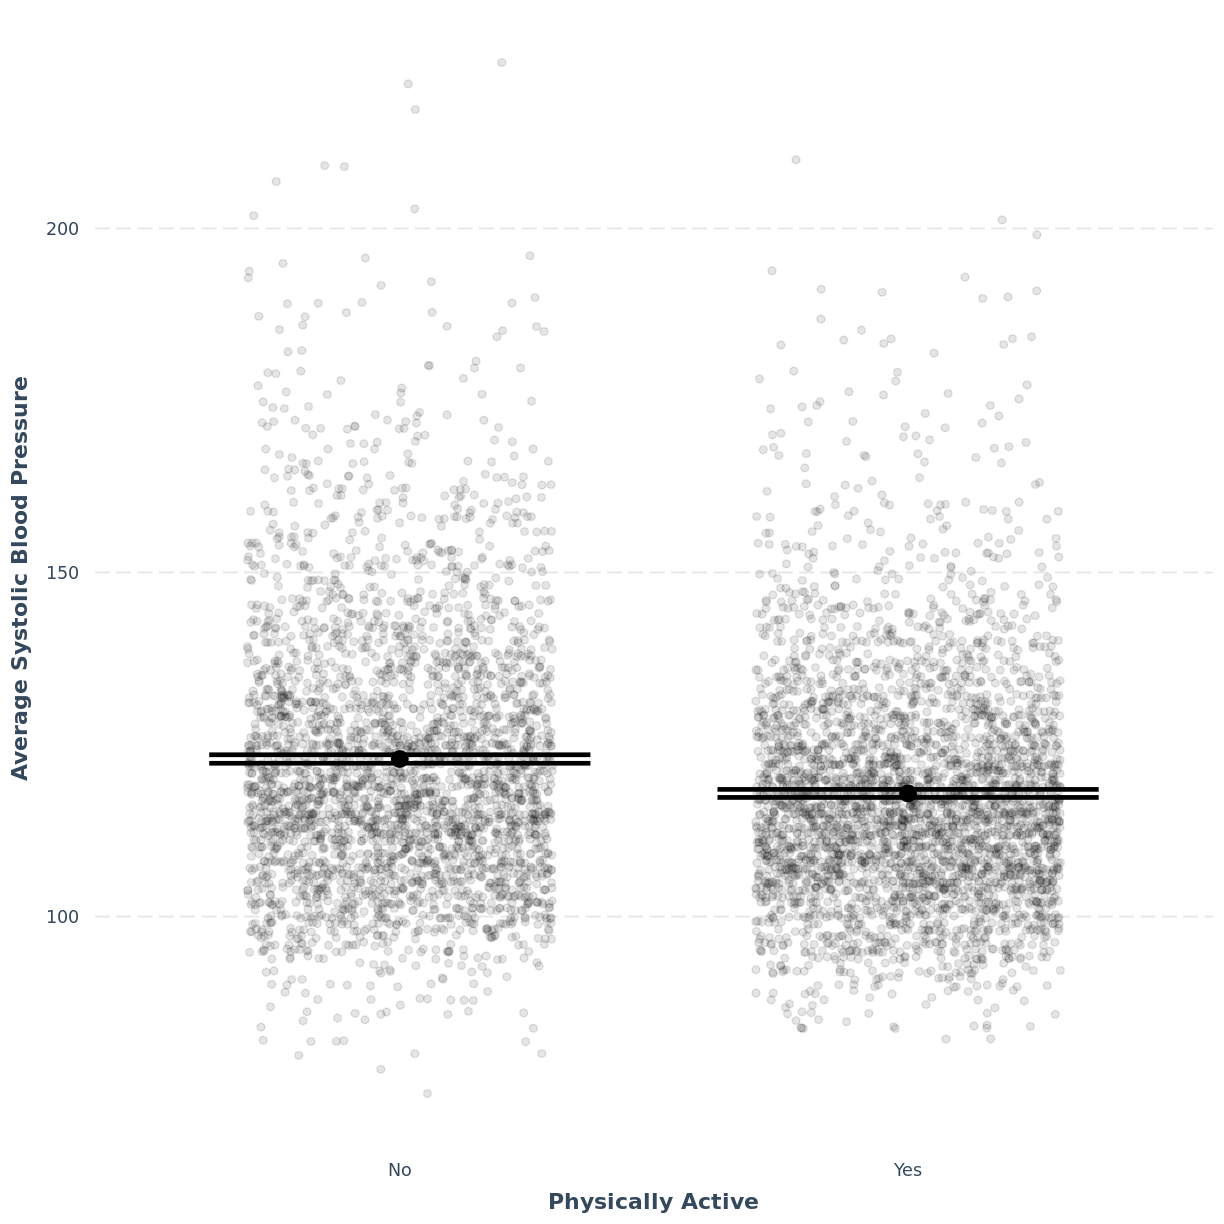 Average Systolic Blood Pressure
200
150
100
No
Yes
Physically Active